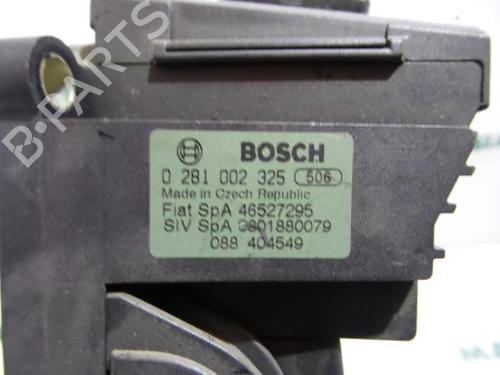 BOSCH
0 281 002 325 506
Made in Czech Republic
Fiat SpA 46527295
SIV SpA 0801880079
088 404549
B-PARTS